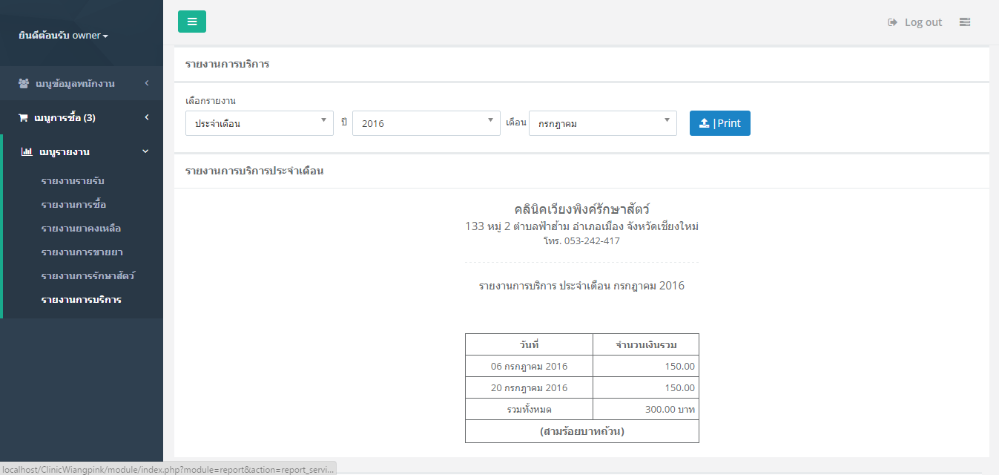 ยินดีต้อนรับ owner
Log out
เมนูข้อมูลพนักงาน
เมนูการซื้อ (3)
เมนูรายงาน
รายงานรายรับ
รายงานการซื้อ
รายงานยาคงเหลือ
รายงานการขายยา
รายงานการรักษาสัตว์
รายงานการบริการ
รายงานการบริการ
เลือกรายงาน
ประจำเดือน ปี 2016 เดือน กรกฎาคม |Print
รายงานการบริการประจำเดือน
คลินิคเวียงพิงค์รักษาสัตว์
133 หมู่ 2 ตำบลฟ้าฮ่าม อำเภอเมือง จังหวัดเชียงใหม่
โทร. 053-242-417
รายงานการบริการ ประจำเดือน กรกฎาคม 2016
วันที่ จำนวนเงินรวม
06 กรกฎาคม 2016 150.00
20 กรกฎาคม 2016 150.00
รวมทั้งหมด 300.00 บาท
(สามร้อยบาทถ้วน)
localhost/ClinicWiangpink/module/index.php?module=report&action=report_servi...